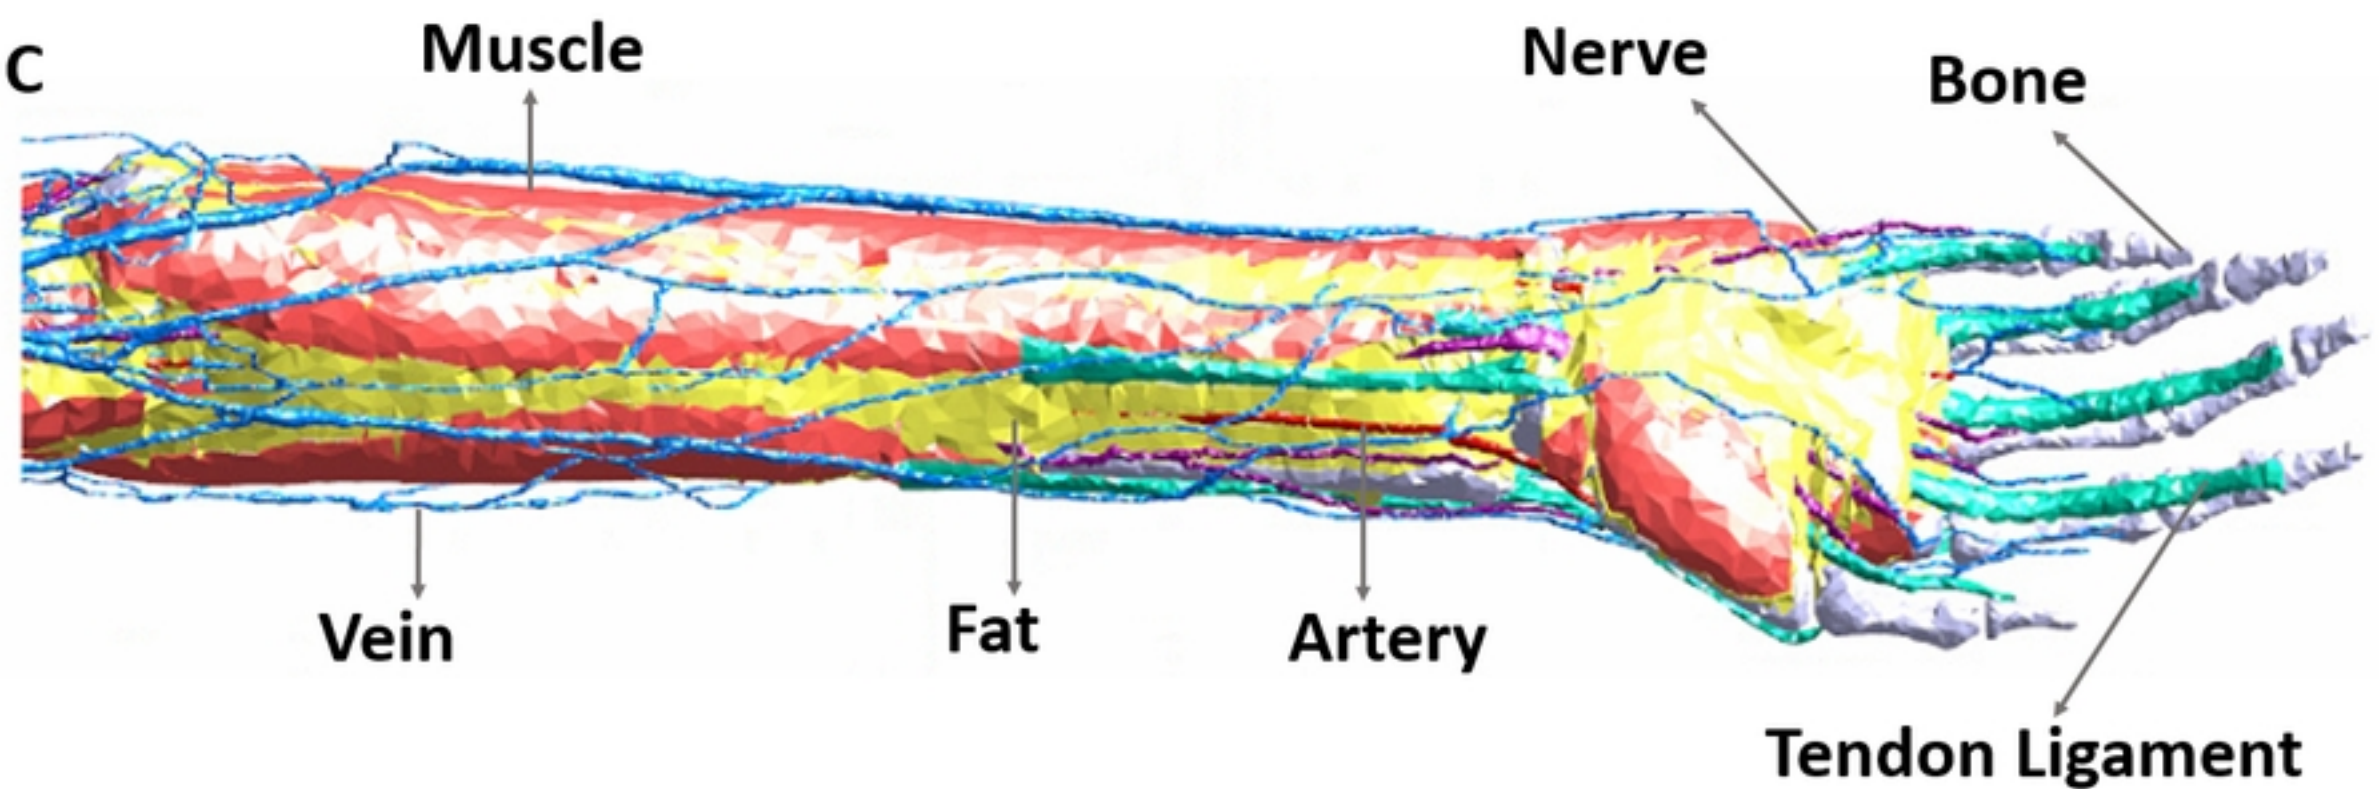 C
Muscle
Nerve
Bone
Vein
Fat
Artery
Tendon Ligament